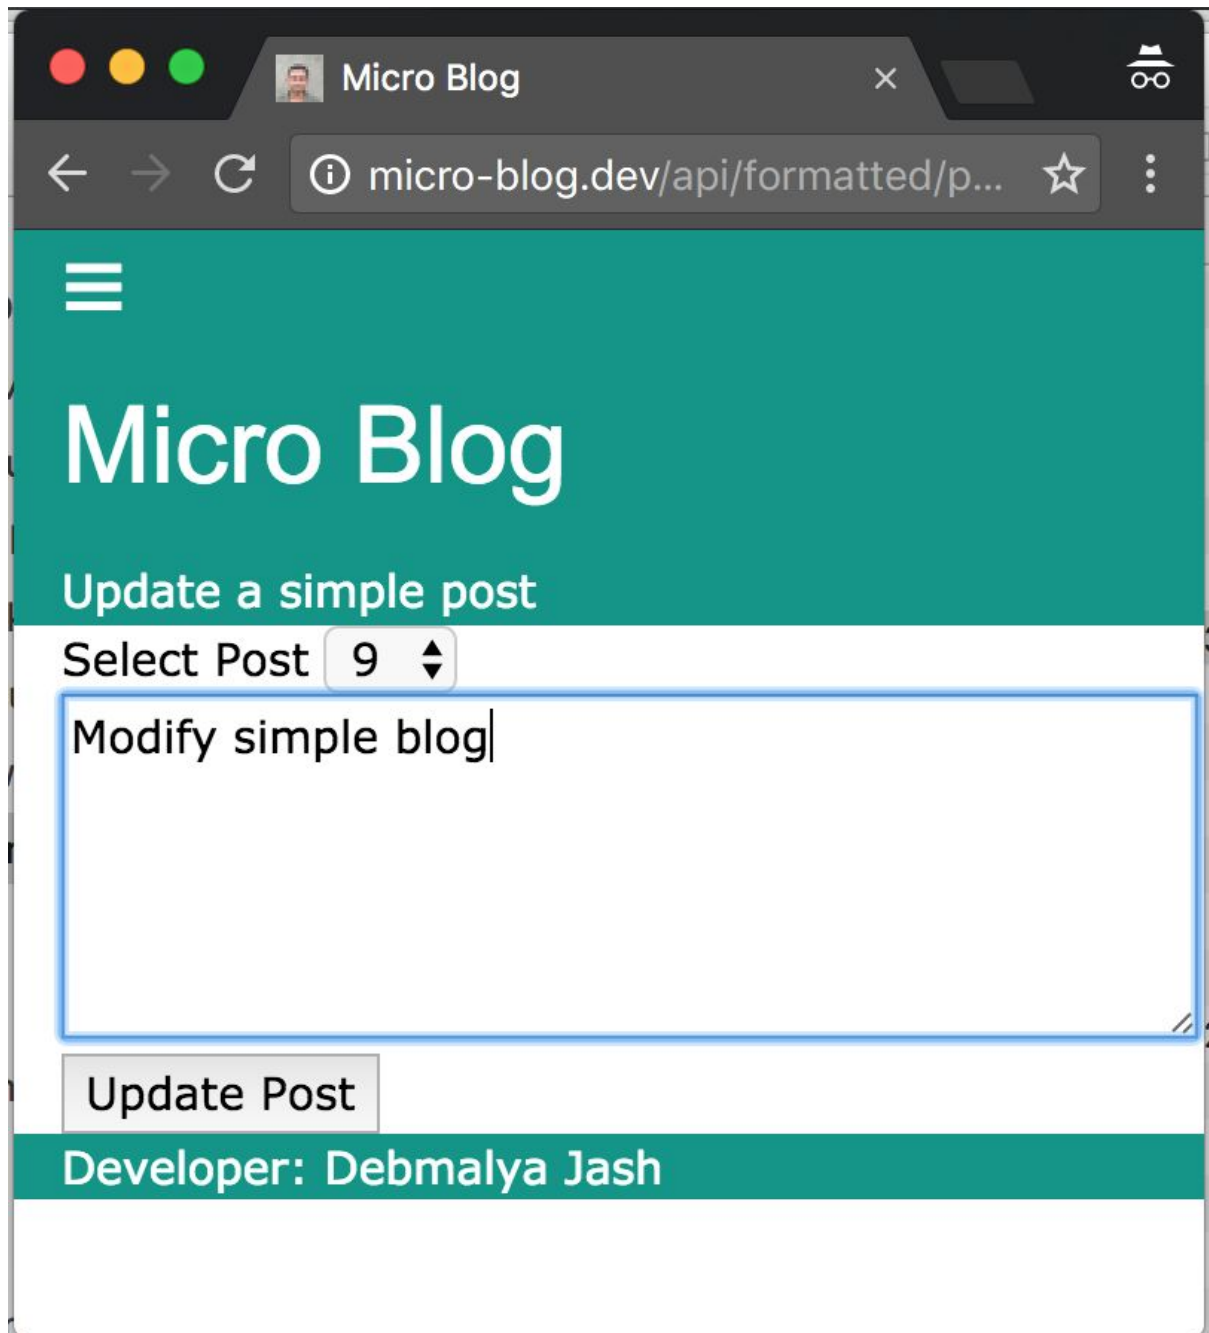 Micro Blog
micro-blog.dev/api/formatted/p...
Micro Blog
Update a simple post
Select Post 9
Modify simple blog
Update Post
Developer: Debmalya Jash